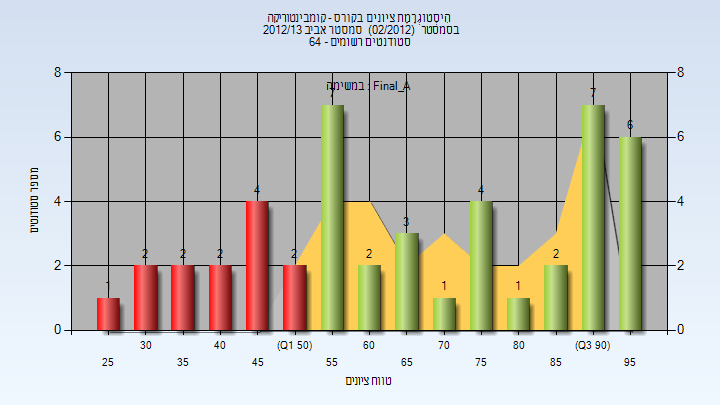 היסטוגרמת ציונים בקורס - קומבינטוריקה
בסמסטר (02/2012) סמסטר אביב 2012/13
סטודנטים רשומים - 64
במשימה : Final_A
מספר סטודנטים
8 8
6 6
4 4
2 2
0 0
1 2 2 2 4 2 7 2 3 1 4 1 2 7 6
30 40 (Q1 50) 60 70 80 (Q3 90)
25 35 45 55 65 75 85 95
טווח ציונים